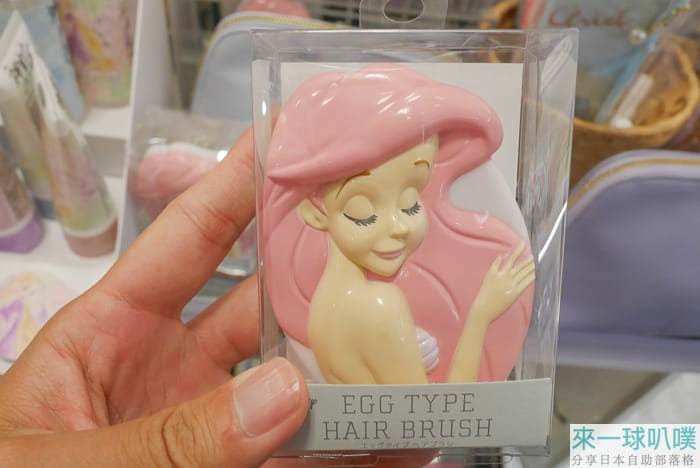 Ariel
EGG TYPE
HAIR BRUSH
エッグタイプ ヘアブラシ
來一球叭噗
分享日本自助部落格